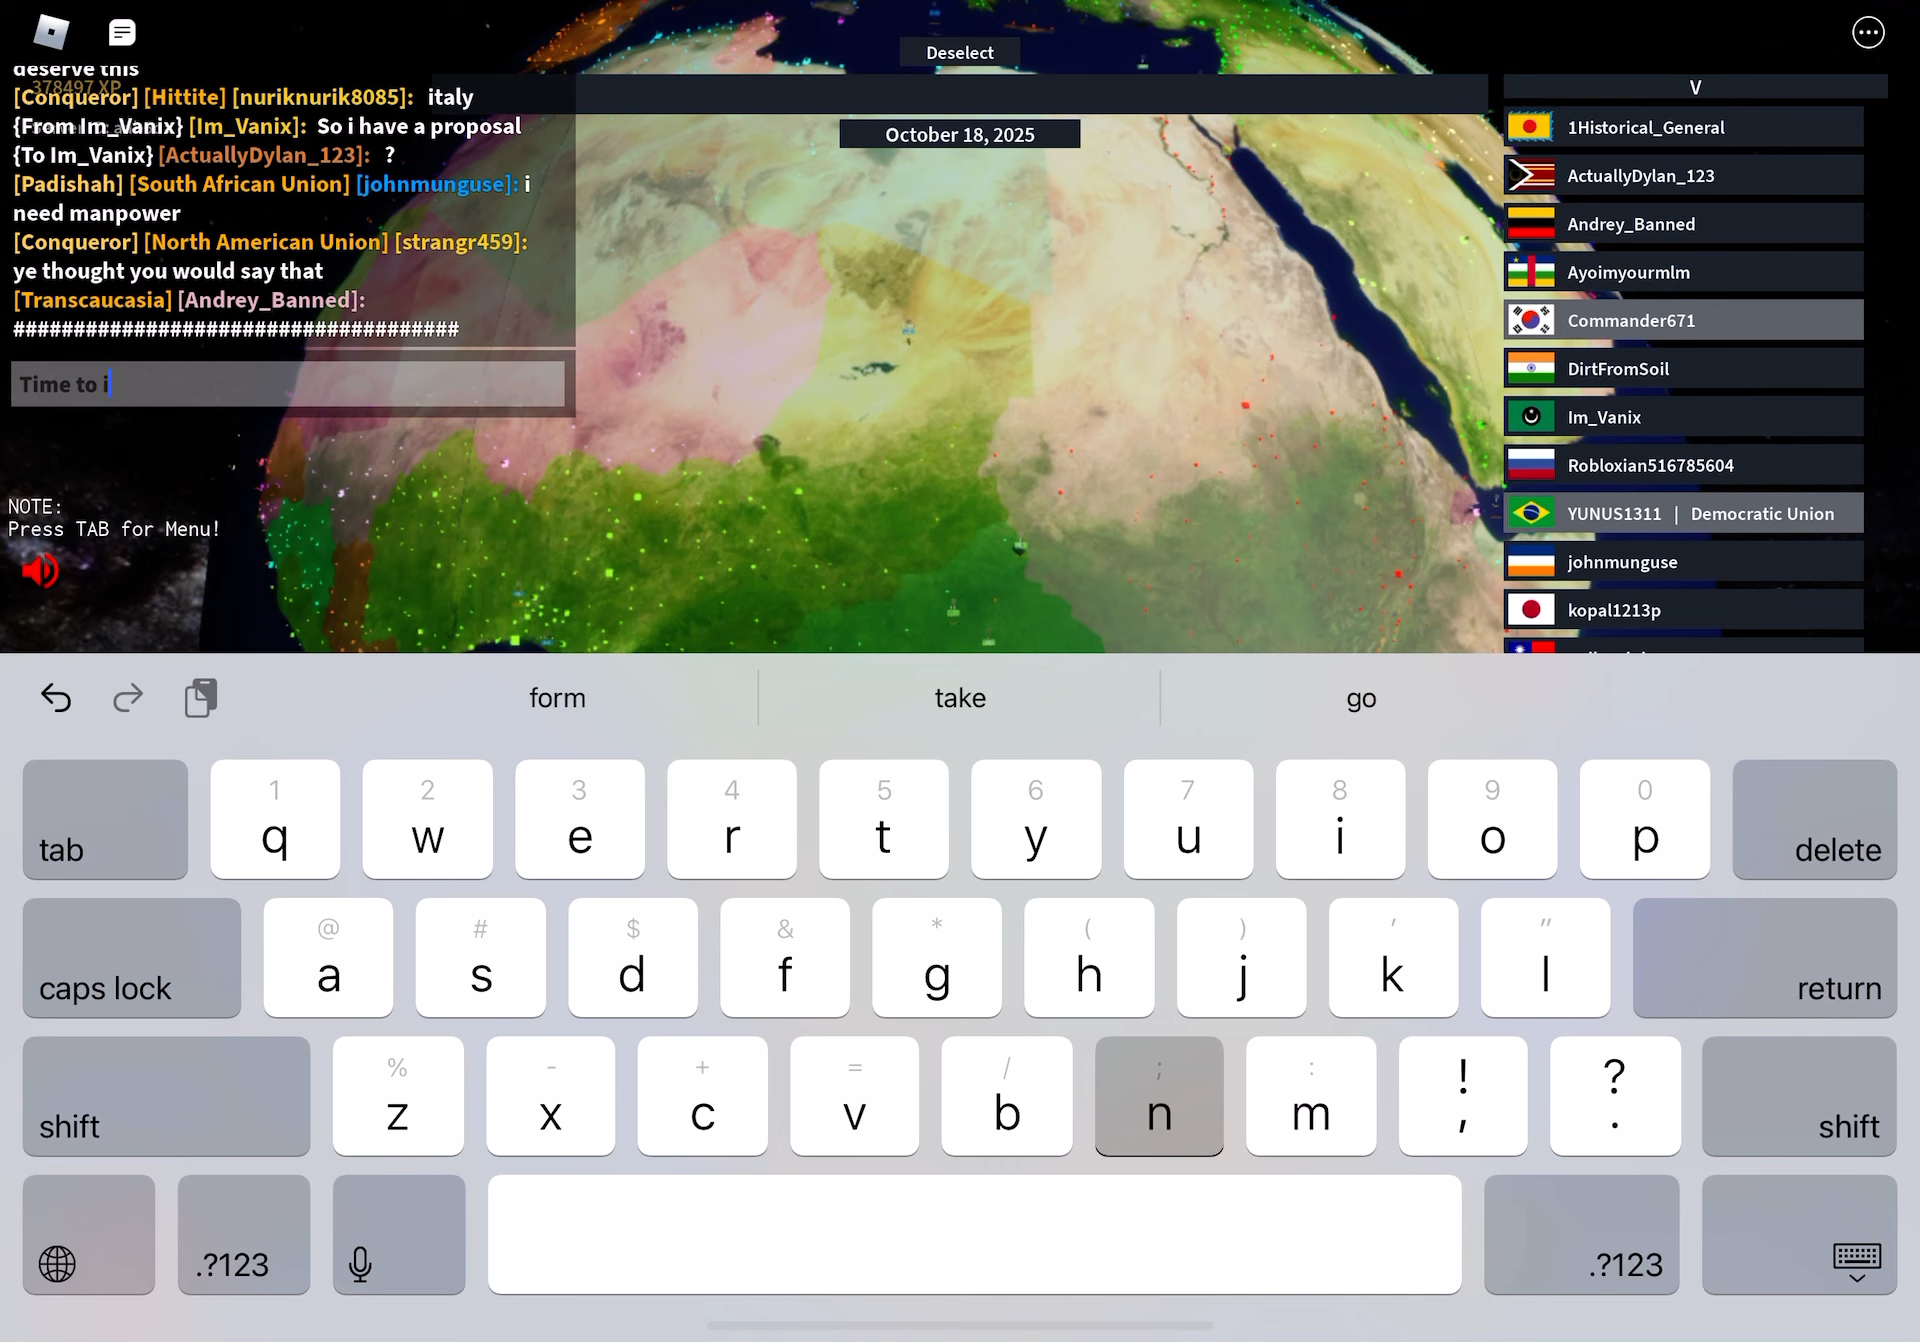 Deselect
deserve this
378497 XP
[Conqueror] [Hittite] [nuriknurik8085]: italy
{From Im_Vanix} [Im_Vanix]: So i have a proposal
{To Im_Vanix} [ActuallyDylan_123]: ?
[Padishah] [South African Union] [johnmunguse]: i
need manpower
[Conqueror] [North American Union] [strangr459]:
ye thought you would say that
[Transcaucasia] [Andrey_Banned]:
#####################################
Time to i
NOTE:
Press TAB for Menu!
October 18, 2025
V
1Historical_General
ActuallyDylan_123
Andrey_Banned
Ayoimyourmlm
Commander671
DirtFromSoil
Im_Vanix
Robloxian516785604
YUNUS1311 | Democratic Union
johnmunguse
kopal1213p
form take go
1 2 3 4 5 6 7 8 9 0
tab q w e r t y u i o p delete
@ # $ & * ( ) ' "
caps lock a s d f g h j k l return
% - + = / ; : ! ?
shift z x c v b n m , . shift
.?123 .?123